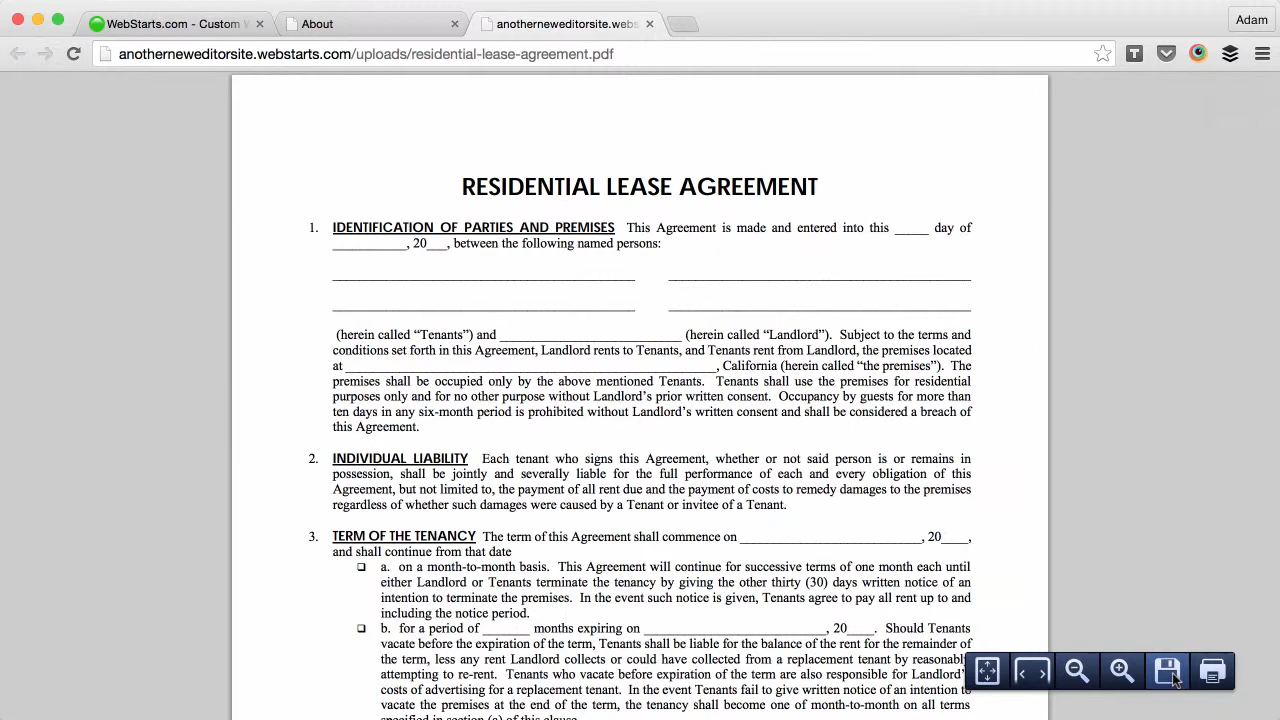 WebStarts.com - Custom W
About
anotherneweditorsite.webs
Adam
anotherneweditorsite.webstarts.com/uploads/residential-lease-agreement.pdf
T
RESIDENTIAL LEASE AGREEMENT
1. IDENTIFICATION OF PARTIES AND PREMISES This Agreement is made and entered into this _____ day of
___________, 20___, between the following named persons:
(herein called “Tenants”) and ___________________________ (herein called “Landlord”). Subject to the terms and
conditions set forth in this Agreement, Landlord rents to Tenants, and Tenants rent from Landlord, the premises located
at _______________________________________________________, California (herein called “the premises”). The
premises shall be occupied only by the above mentioned Tenants. Tenants shall use the premises for residential
purposes only and for no other purpose without Landlord’s prior written consent. Occupancy by guests for more than
ten days in any six-month period is prohibited without Landlord’s written consent and shall be considered a breach of
this Agreement.
2. INDIVIDUAL LIABILITY Each tenant who signs this Agreement, whether or not said person is or remains in
possession, shall be jointly and severally liable for the full performance of each and every obligation of this
Agreement, but not limited to, the payment of all rent due and the payment of costs to remedy damages to the premises
regardless of whether such damages were caused by a Tenant or invitee of a Tenant.
3. TERM OF THE TENANCY The term of this Agreement shall commence on ___________________________, 20____,
and shall continue from that date
❑ a. on a month-to-month basis. This Agreement will continue for successive terms of one month each until
either Landlord or Tenants terminate the tenancy by giving the other thirty (30) days written notice of an
intention to terminate the premises. In the event such notice is given, Tenants agree to pay all rent up to and
including the notice period.
❑ b. for a period of _______ months expiring on ___________________________, 20____. Should Tenants
vacate before the expiration of the term, Tenants shall be liable for the balance of the rent for the remainder of
the term, less any rent Landlord collects or could have collected from a replacement tenant by reasonably
attempting to re-rent. Tenants who vacate before expiration of the term are also responsible for Landlord’s
costs of advertising for a replacement tenant. In the event Tenants fail to give written notice of an intention to
vacate the premises at the end of the term, the tenancy shall become one of month-to-month on all terms
specified in section (a) of this clause.